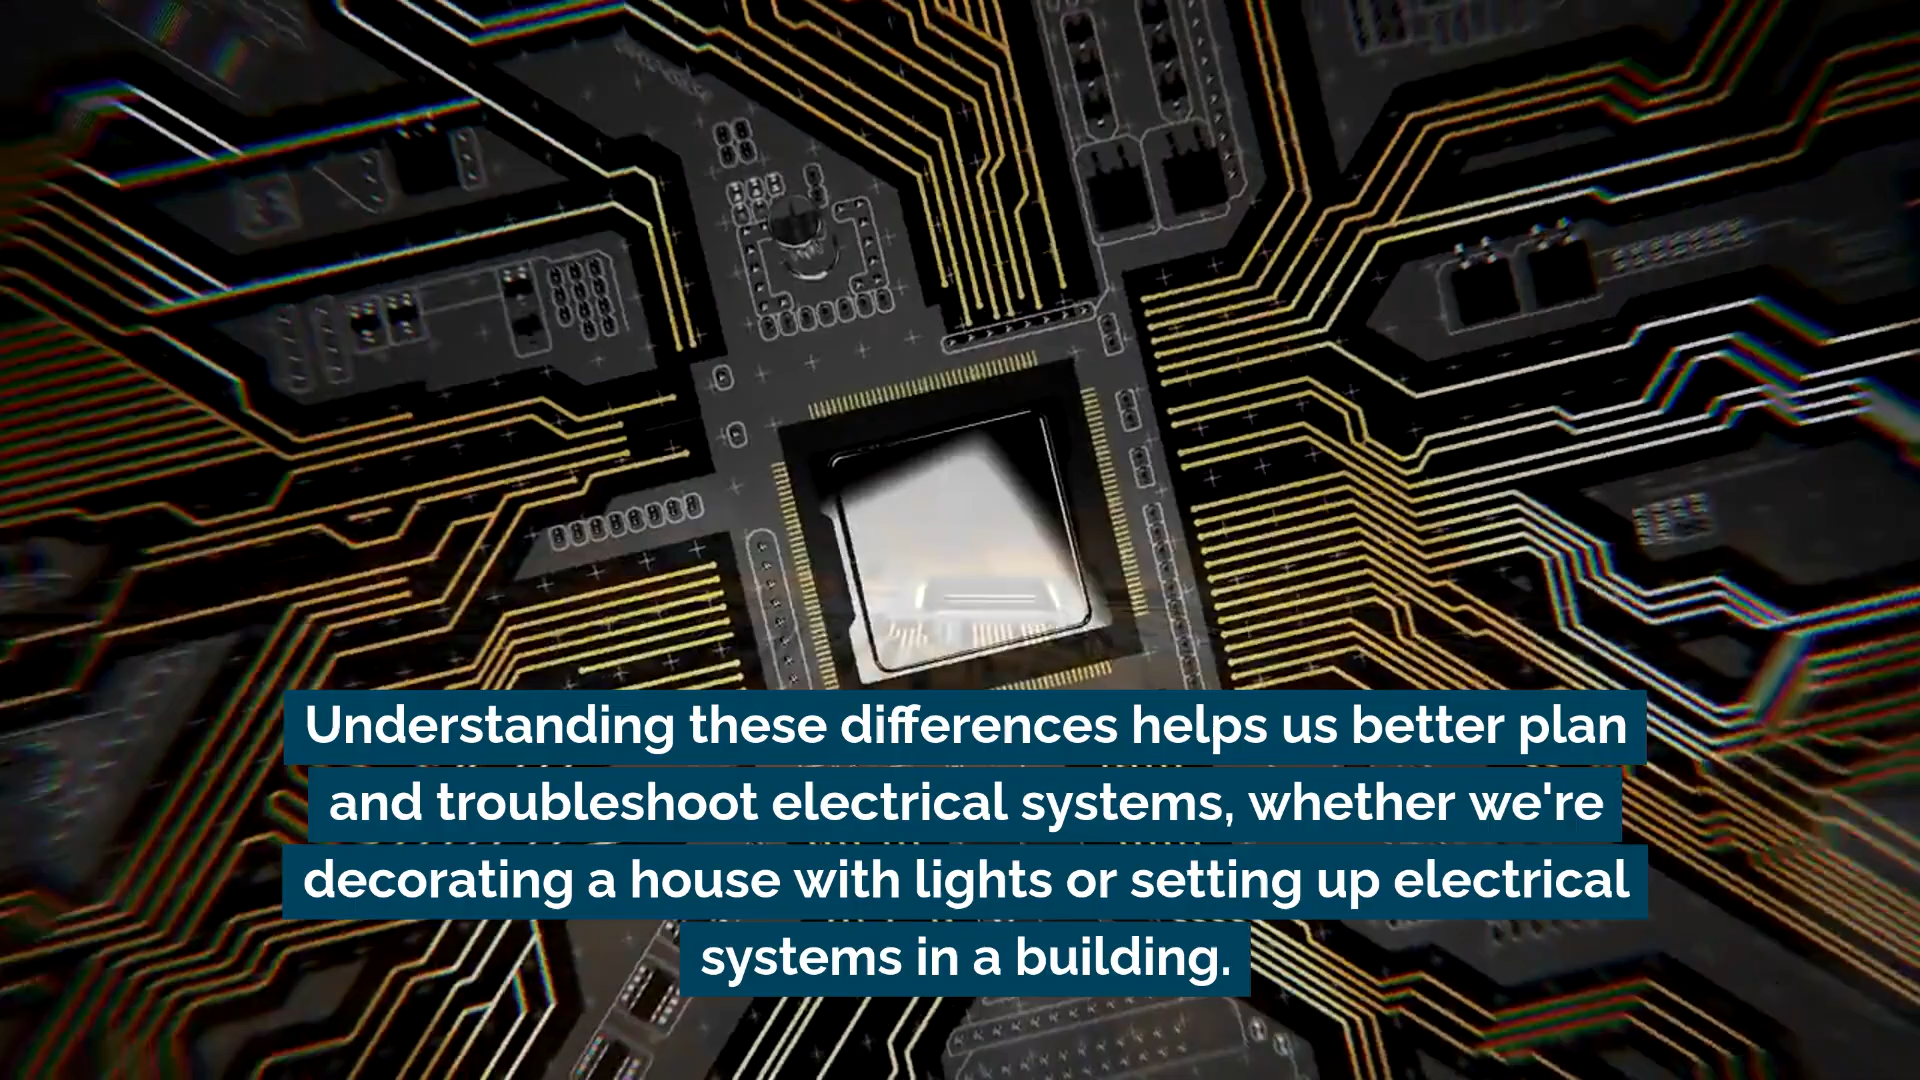 Understanding these differences helps us better plan
and troubleshoot electrical systems, whether we're
decorating a house with lights or setting up electrical
systems in a building.